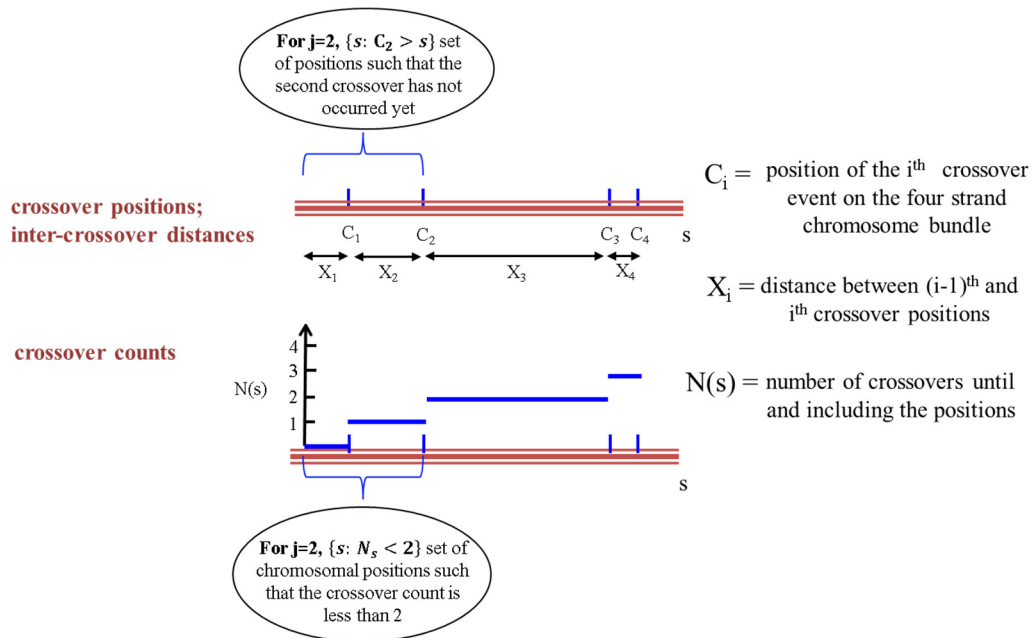 For j=2, {s: C₂ > s} set
of positions such that the
second crossover has not
occurred yet
crossover positions;
inter-crossover distances
C₁ C₂ C₃ C₄ s
X₁ X₂ X₃ X₄
Cᵢ = position of the iᵗʰ crossover
event on the four strand
chromosome bundle
Xᵢ = distance between (i-1)ᵗʰ and
iᵗʰ crossover positions
crossover counts
N(s)
4
3
2
1
s
N(s) = number of crossovers until
and including the positions
For j=2, {s: Nₛ < 2} set of
chromosomal positions such
that the crossover count is
less than 2